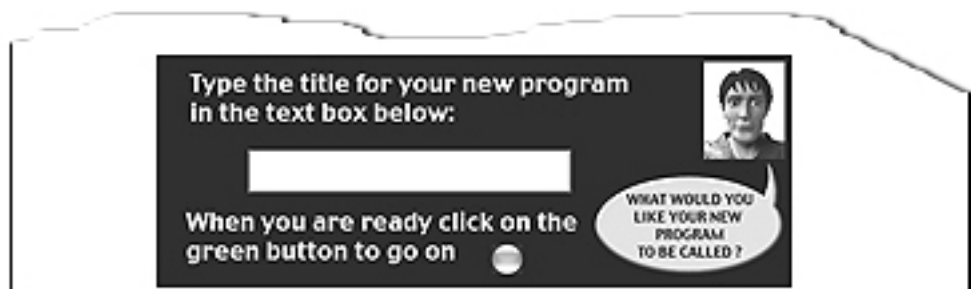 Type the title for your new program
in the text box below:
When you are ready click on the
green button to go on
WHAT WOULD YOU
LIKE YOUR NEW
PROGRAM
TO BE CALLED ?